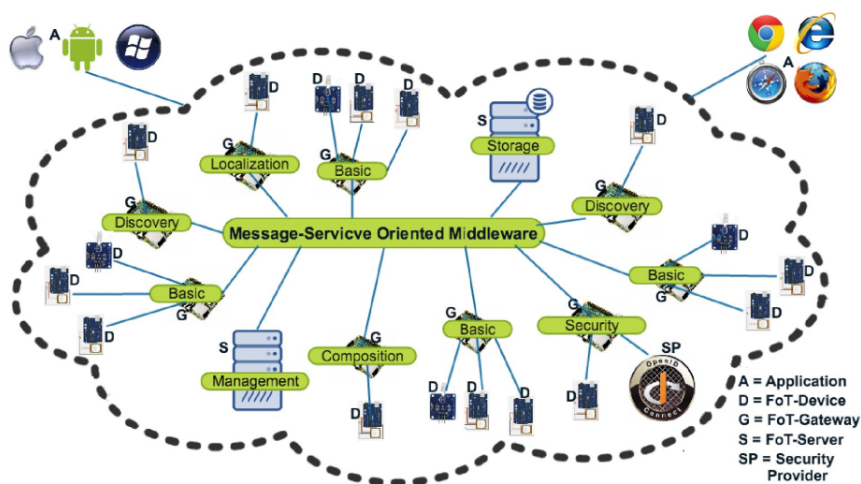 A
A
D
D
D
D
S
Storage
D
D
G
Localization
G
Basic
G
Discovery
G
Discovery
D
Message-Servicve Oriented Middleware
D
D
Basic
G
Basic
G
D
D
D
D
S
Management
G
Composition
D
G
Basic
D
D
D
G
Security
D
SP
OpenID
Connect
A = Application
D = FoT-Device
G = FoT-Gateway
S = FoT-Server
SP = Security
Provider